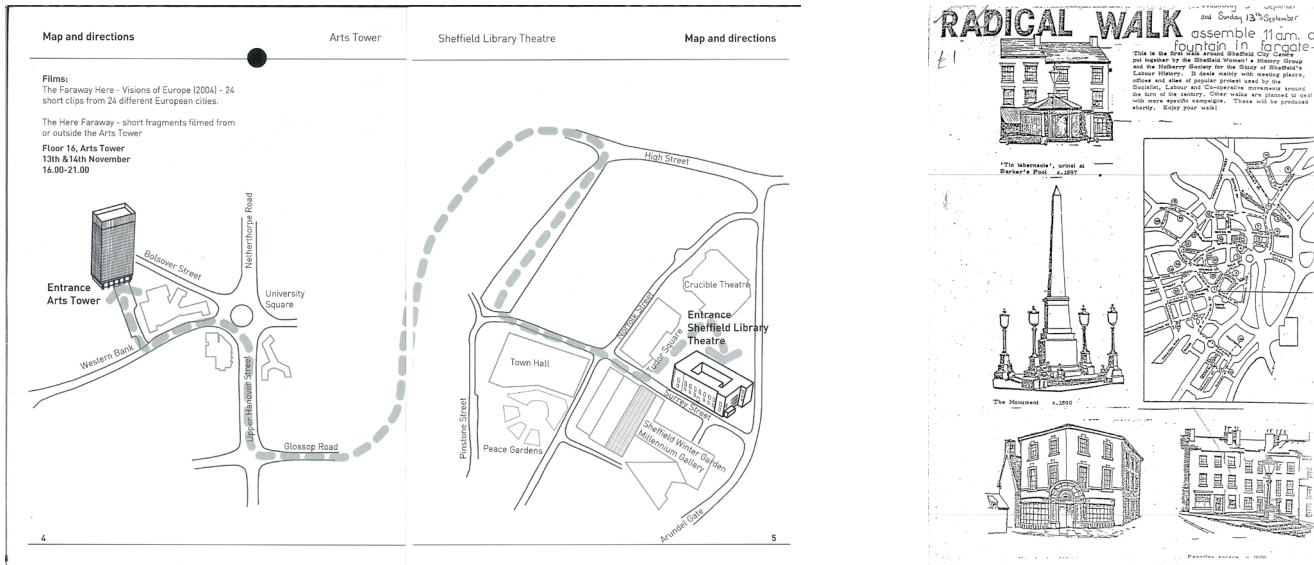 Map and directions
Arts Tower
Films:
The Faraway Here - Visions of Europe (2004) - 24
short clips from 24 different European cities.
The Here Faraway - short fragments filmed from
or outside the Arts Tower
Floor 16, Arts Tower
13th &14th November
16.00-21.00
Netherthorpe Road
Bolsover Street
Entrance
Arts Tower
University
Square
Western Bank
Upper Hanover Street
Glossop Road
4
Sheffield Library Theatre
Map and directions
High Street
Crucible Theatre
Norfolk Street
Entrance
Sheffield Library
Theatre
Tudor Square
Town Hall
Surrey Street
Pinstone Street
Peace Gardens
Sheffield Winter Garden
Millennium Gallery
Arundel Gate
5
RADICAL WALK
and Sunday 13th September
assemble 11am.
fountain in fargate
£1
This is the first walk around Sheffield City Centre
put together by the Sheffield Women's History Group
and the Holberry Society for the Study of Sheffield's
Labour History. It deals mainly with meeting places,
offices and sites of popular protest used by the
Socialist, Labour and Co-operative movements around
the turn of the century. Other walks are planned to deal
with more specific campaigns. These will be produced
shortly. Enjoy your walk!
'Tin tabernacle', urinal at
Barker's Pool c.1897
The Monument c.1890